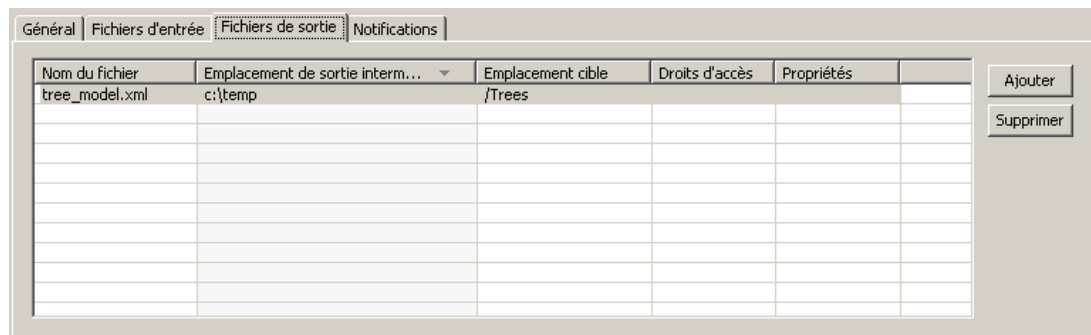 Général Fichiers d'entrée Fichiers de sortie Notifications
Nom du fichier Emplacement de sortie interm... Emplacement cible Droits d'accès Propriétés
Ajouter
tree_model.xml c:\temp /Trees
Supprimer